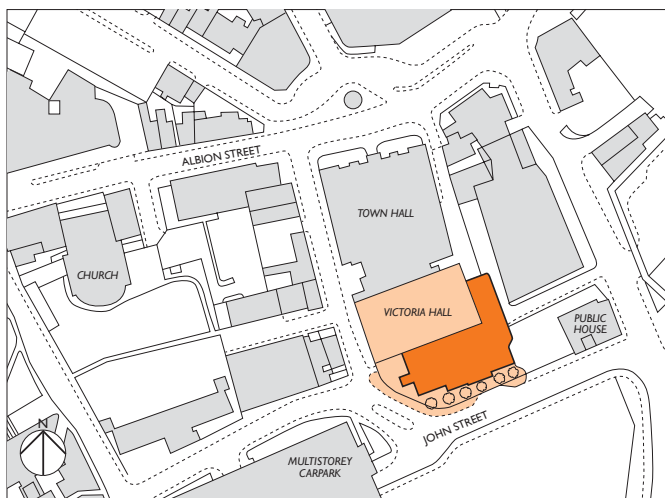 ALBION STREET
TOWN HALL
CHURCH
VICTORIA HALL
PUBLIC
HOUSE
N
JOHN STREET
MULTISTOREY
CARPARK